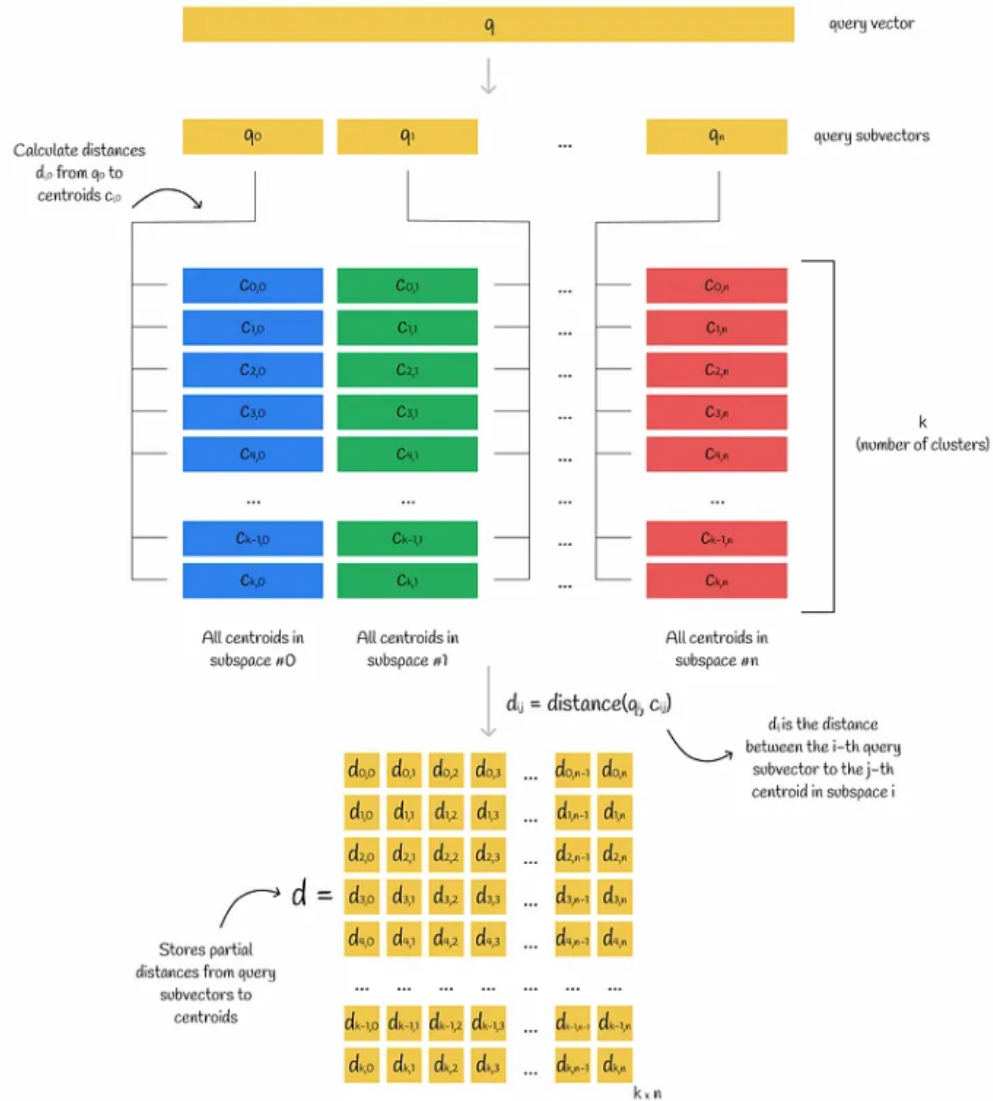 q
query vector
q₀ q₁ ... qₙ
query subvectors
Calculate distances
dᵢ,₀ from q₀ to
centroids cᵢ,₀
c₀,₀ c₀,₁ ... c₀,ₙ
c₁,₀ c₁,₁ ... c₁,ₙ
c₂,₀ c₂,₁ ... c₂,ₙ
c₃,₀ c₃,₁ ... c₃,ₙ
c₄,₀ c₄,₁ ... c₄,ₙ
... ... ... ...
cₖ₋₁,₀ cₖ₋₁,₁ ... cₖ₋₁,ₙ
cₖ,₀ cₖ,₁ ... cₖ,ₙ
k
(number of clusters)
All centroids in
subspace #0
All centroids in
subspace #1
All centroids in
subspace #n
dᵢ,ⱼ = distance(qⱼ, cᵢ,ⱼ)
dᵢ is the distance
between the i-th query
subvector to the j-th
centroid in subspace i
d =
d₀,₀ d₀,₁ d₀,₂ d₀,₃ ... d₀,ₙ₋₁ d₀,ₙ
d₁,₀ d₁,₁ d₁,₂ d₁,₃ ... d₁,ₙ₋₁ d₁,ₙ
d₂,₀ d₂,₁ d₂,₂ d₂,₃ ... d₂,ₙ₋₁ d₂,ₙ
d₃,₀ d₃,₁ d₃,₂ d₃,₃ ... d₃,ₙ₋₁ d₃,ₙ
d₄,₀ d₄,₁ d₄,₂ d₄,₃ ... d₄,ₙ₋₁ d₄,ₙ
... ... ... ... ... ... ...
dₖ₋₁,₀ dₖ₋₁,₁ dₖ₋₁,₂ dₖ₋₁,₃ ... dₖ₋₁,ₙ₋₁ dₖ₋₁,ₙ
dₖ,₀ dₖ,₁ dₖ,₂ dₖ,₃ ... dₖ,ₙ₋₁ dₖ,ₙ
k x n
Stores partial
distances from query
subvectors to
centroids